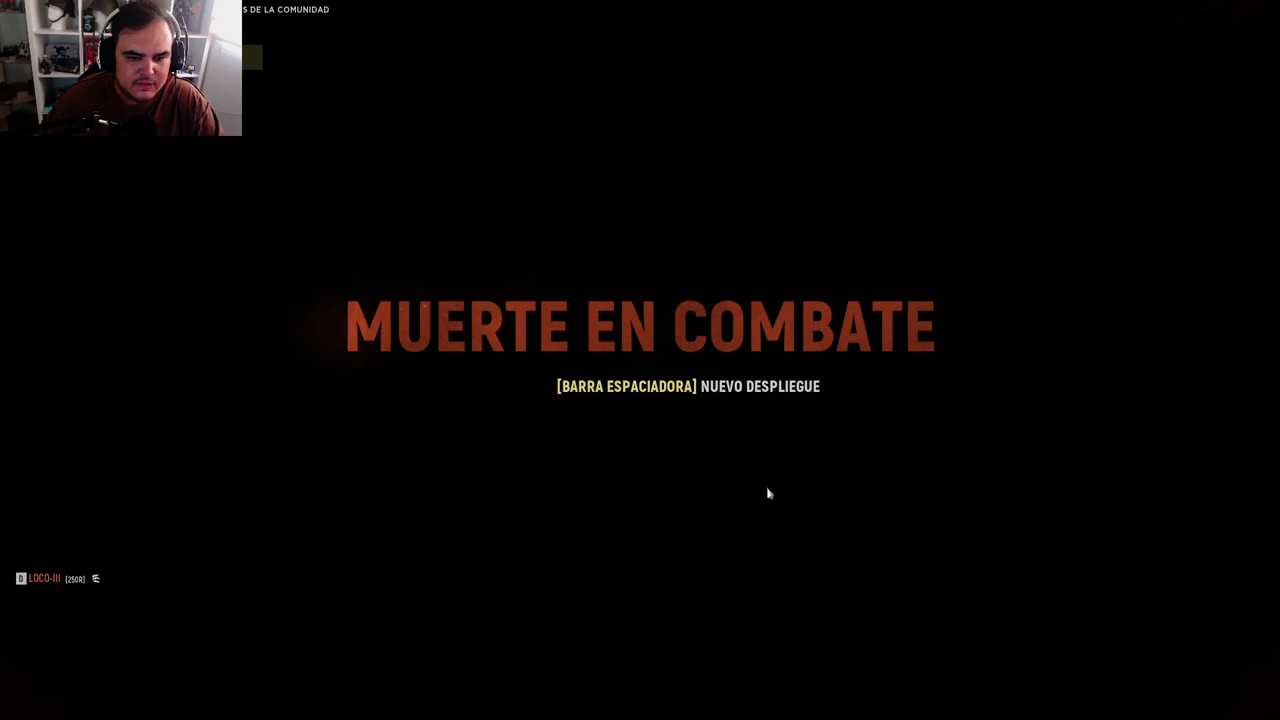 S DE LA COMUNIDAD
MUERTE EN COMBATE
[BARRA ESPACIADORA] NUEVO DESPLIEGUE
D LOCO-III [250R]